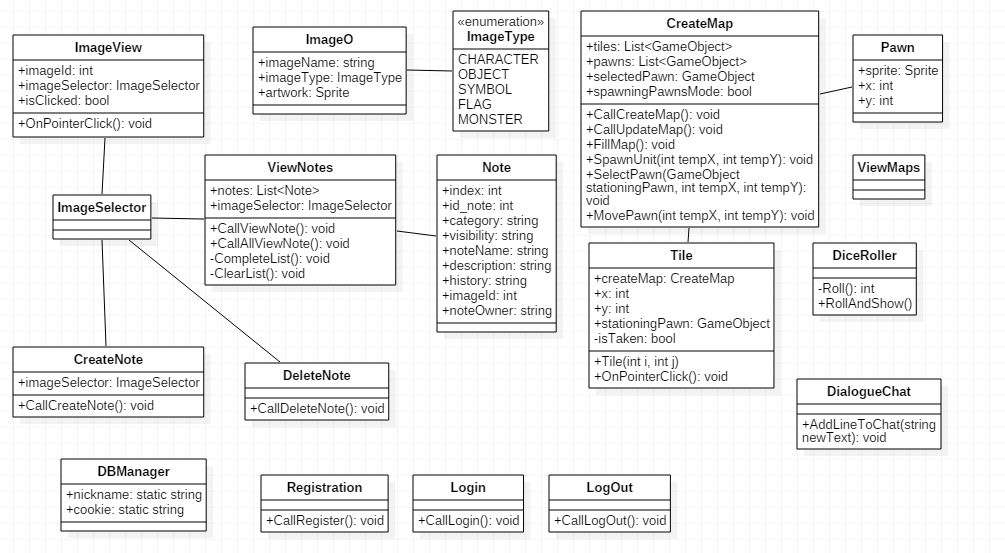 ImageView
+imageId: int
+imageSelector: ImageSelector
+isClicked: bool
+OnPointerClick(): void
ImageO
+imageName: string
+imageType: ImageType
+artwork: Sprite
«enumeration»
ImageType
CHARACTER
OBJECT
SYMBOL
FLAG
MONSTER
CreateMap
+tiles: List<GameObject>
+pawns: List<GameObject>
+selectedPawn: GameObject
+spawningPawnsMode: bool
+CallCreateMap(): void
+CallUpdateMap(): void
+FillMap(): void
+SpawnUnit(int tempX, int tempY): void
+SelectPawn(GameObject
stationingPawn, int tempX, int tempY):
void
+MovePawn(int tempX, int tempY): void
Pawn
+sprite: Sprite
+x: int
+y: int
ImageSelector
ViewNotes
+notes: List<Note>
+imageSelector: ImageSelector
+CallViewNote(): void
+CallAllViewNote(): void
-CompleteList(): void
-ClearList(): void
Note
+index: int
+id_note: int
+category: string
+visibility: string
+noteName: string
+description: string
+history: string
+imageId: int
+noteOwner: string
ViewMaps
Tile
+createMap: CreateMap
+x: int
+y: int
+stationingPawn: GameObject
-isTaken: bool
+Tile(int i, int j)
+OnPointerClick(): void
DiceRoller
-Roll(): int
+RollAndShow()
CreateNote
+imageSelector: ImageSelector
+CallCreateNote(): void
DeleteNote
+CallDeleteNote(): void
DialogueChat
+AddLineToChat(string
newText): void
DBManager
+nickname: static string
+cookie: static string
Registration
+CallRegister(): void
Login
+CallLogin(): void
LogOut
+CallLogOut(): void